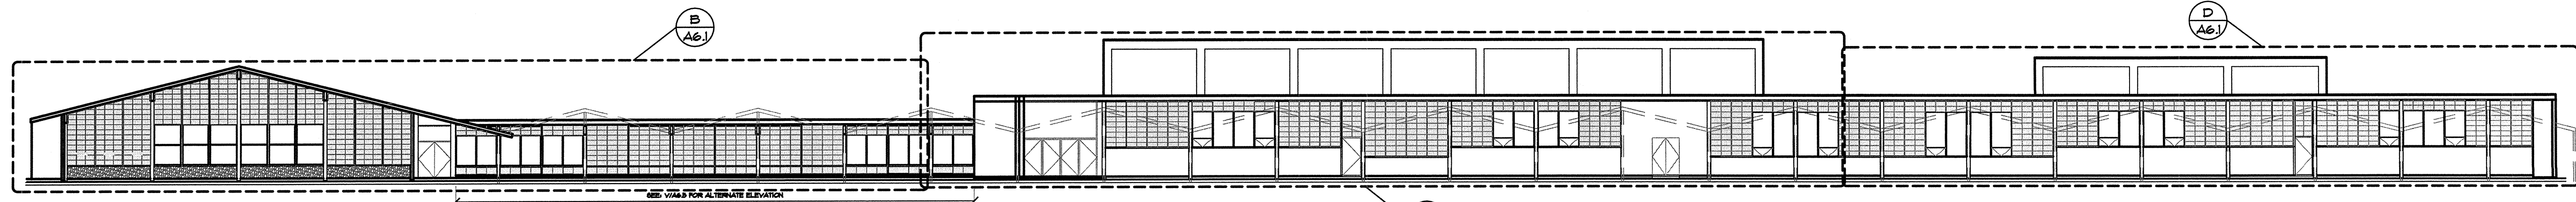 B
A6.1
D
A6.1
SEE: V/A6.3 FOR ALTERNATE ELEVATION